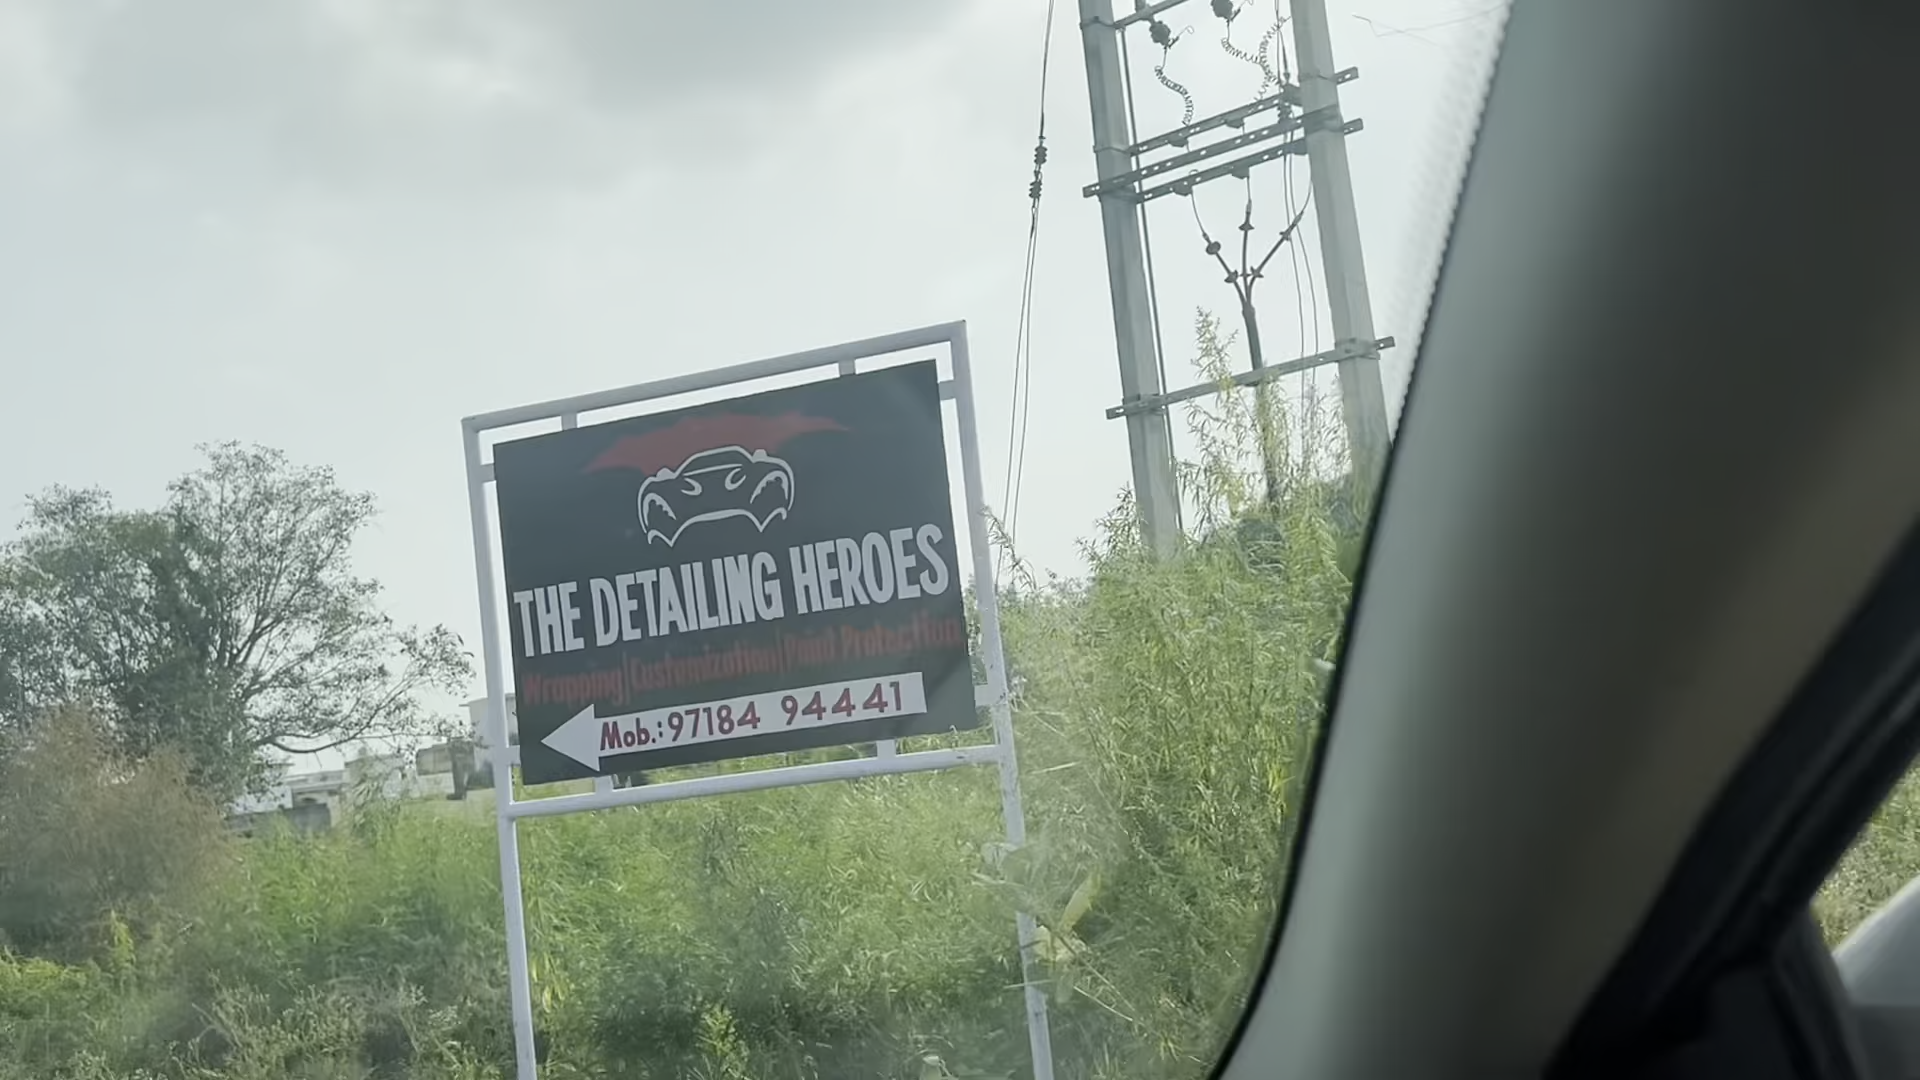 THE DETAILING HEROES
Wrapping|Customization|Paint Protection
Mob.: 97184 94441